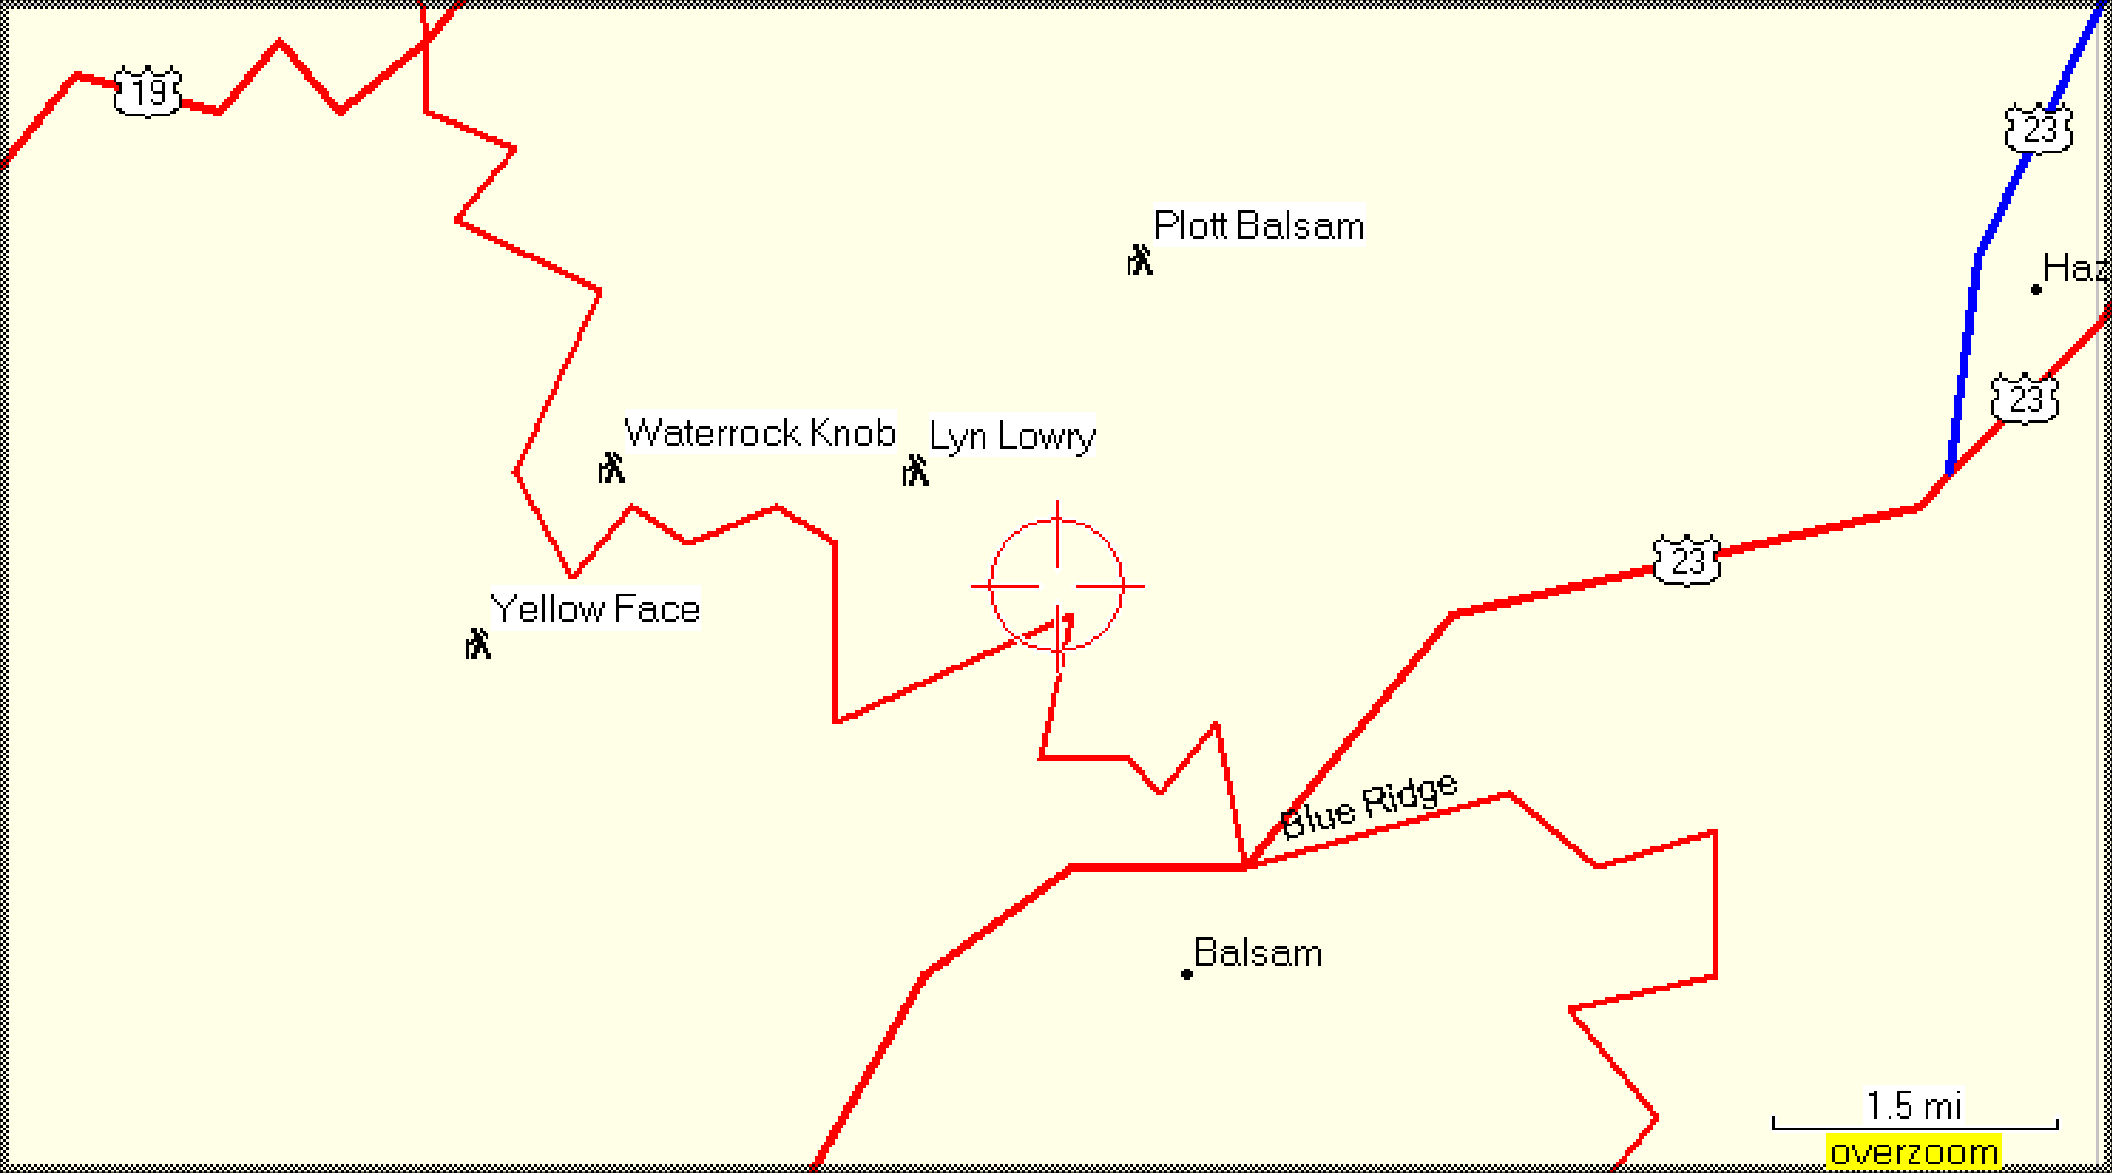 19
23
Plott Balsam
Haz
23
Waterrock Knob
Lyn Lowry
23
Yellow Face
Blue Ridge
Balsam
1.5 mi
overzoom